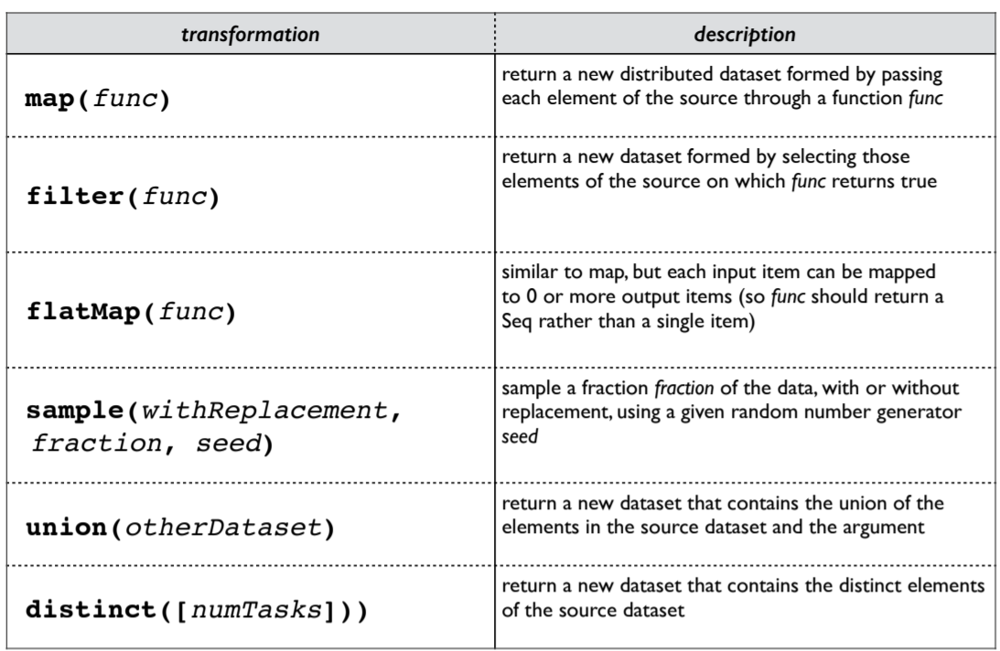 transformation description
map(func)
return a new distributed dataset formed by passing
each element of the source through a function func
filter(func)
return a new dataset formed by selecting those
elements of the source on which func returns true
flatMap(func)
similar to map, but each input item can be mapped
to 0 or more output items (so func should return a
Seq rather than a single item)
sample(withReplacement,
fraction, seed)
sample a fraction fraction of the data, with or without
replacement, using a given random number generator
seed
union(otherDataset)
return a new dataset that contains the union of the
elements in the source dataset and the argument
distinct([numTasks]))
return a new dataset that contains the distinct elements
of the source dataset